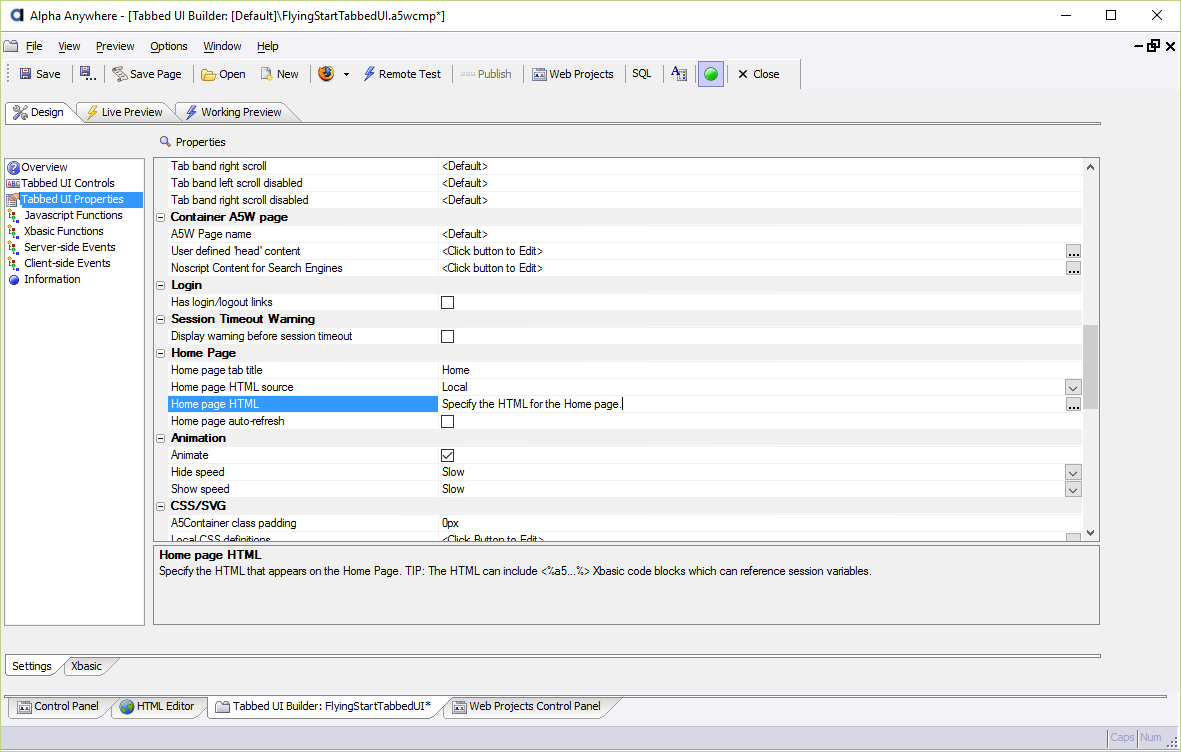 Alpha Anywhere - [Tabbed UI Builder: [Default]\FlyingStartTabbedUI.a5wcmp*]
File View Preview Options Window Help
Save Save Page Open New Remote Test Publish Web Projects SQL Close
Design Live Preview Working Preview
Properties
Overview
Tabbed UI Controls
Tabbed UI Properties
Javascript Functions
Xbasic Functions
Server-side Events
Client-side Events
Information
Tab band right scroll <Default>
Tab band left scroll disabled <Default>
Tab band right scroll disabled <Default>
Container A5W page
A5W Page name <Default>
User defined 'head' content <Click button to Edit> ...
Noscript Content for Search Engines <Click button to Edit> ...
Login
Has login/logout links
Session Timeout Warning
Display warning before session timeout
Home Page
Home page tab title Home
Home page HTML source Local
Home page HTML Specify the HTML for the Home page. ...
Home page auto-refresh
Animation
Animate
Hide speed Slow
Show speed Slow
CSS/SVG
A5Container class padding 0px
Local CSS definitions <Click Button to Edit>
Home page HTML
Specify the HTML that appears on the Home Page. TIP: The HTML can include <%a5...%> Xbasic code blocks which can reference session variables.
Settings Xbasic
Control Panel HTML Editor Tabbed UI Builder: FlyingStartTabbedUI* Web Projects Control Panel
Caps Num